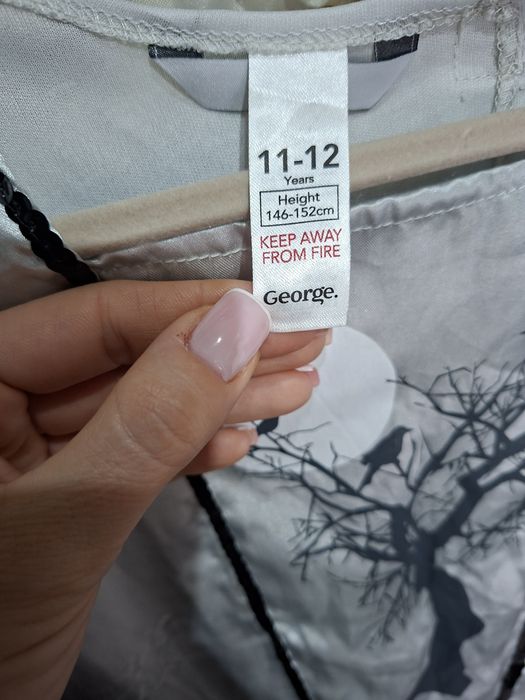 11-12
Years
Height
146-152cm
KEEP AWAY
FROM FIRE
George.